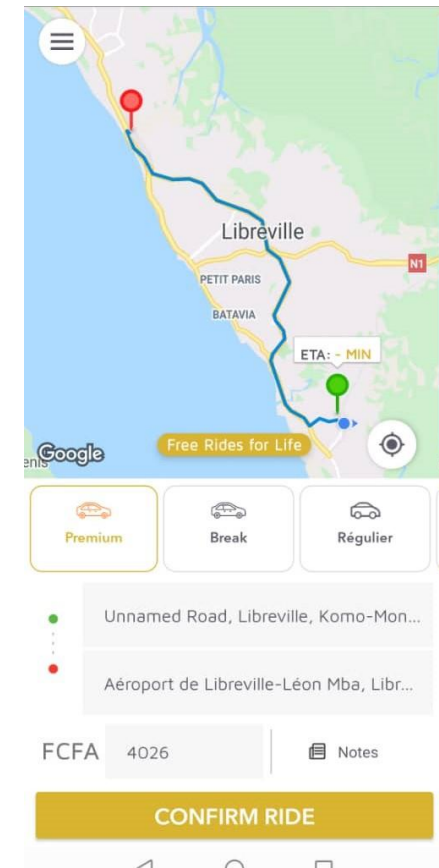 Libreville
N1
PETIT PARIS
BATAVIA
ETA: - MIN
Google
Free Rides for Life
Premium
Break
Régulier
Unnamed Road, Libreville, Komo-Mon...
Aéroport de Libreville-Léon Mba, Libr...
FCFA 4026 Notes
CONFIRM RIDE